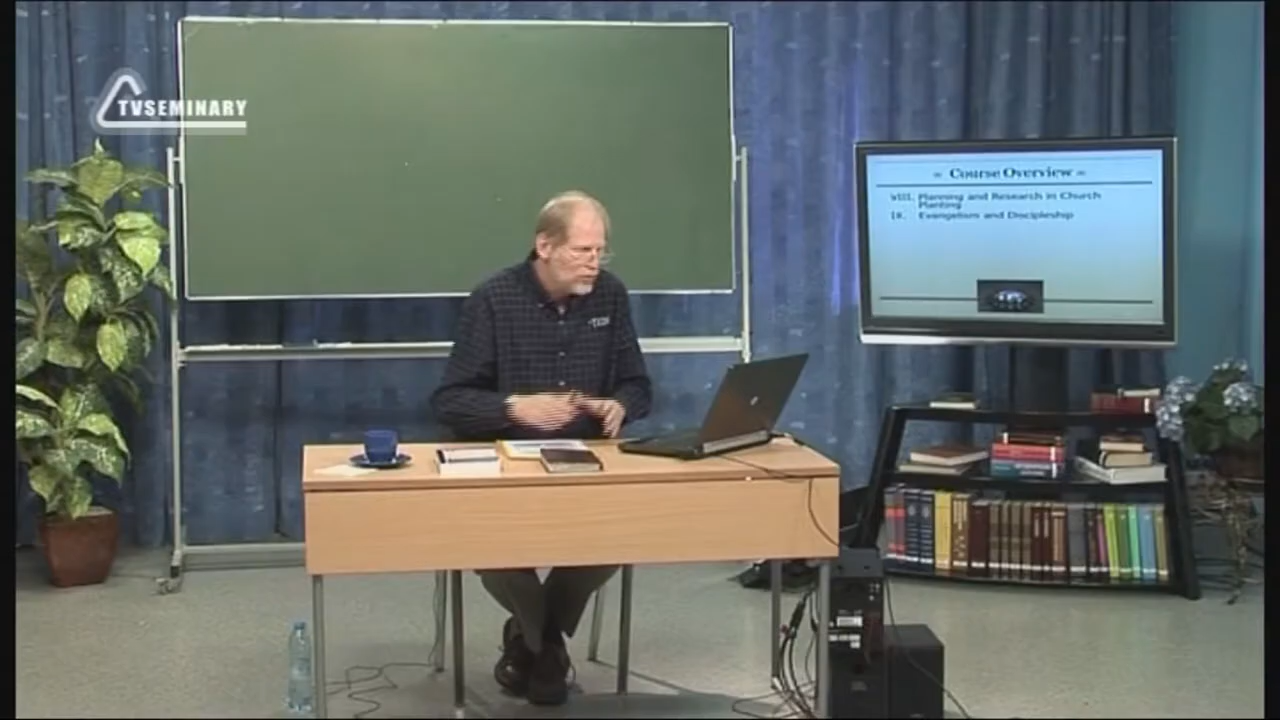 TVSEMINARY
Course Overview
VIII. Planning and Research in Church
Planting
IX. Evangelism and Discipleship